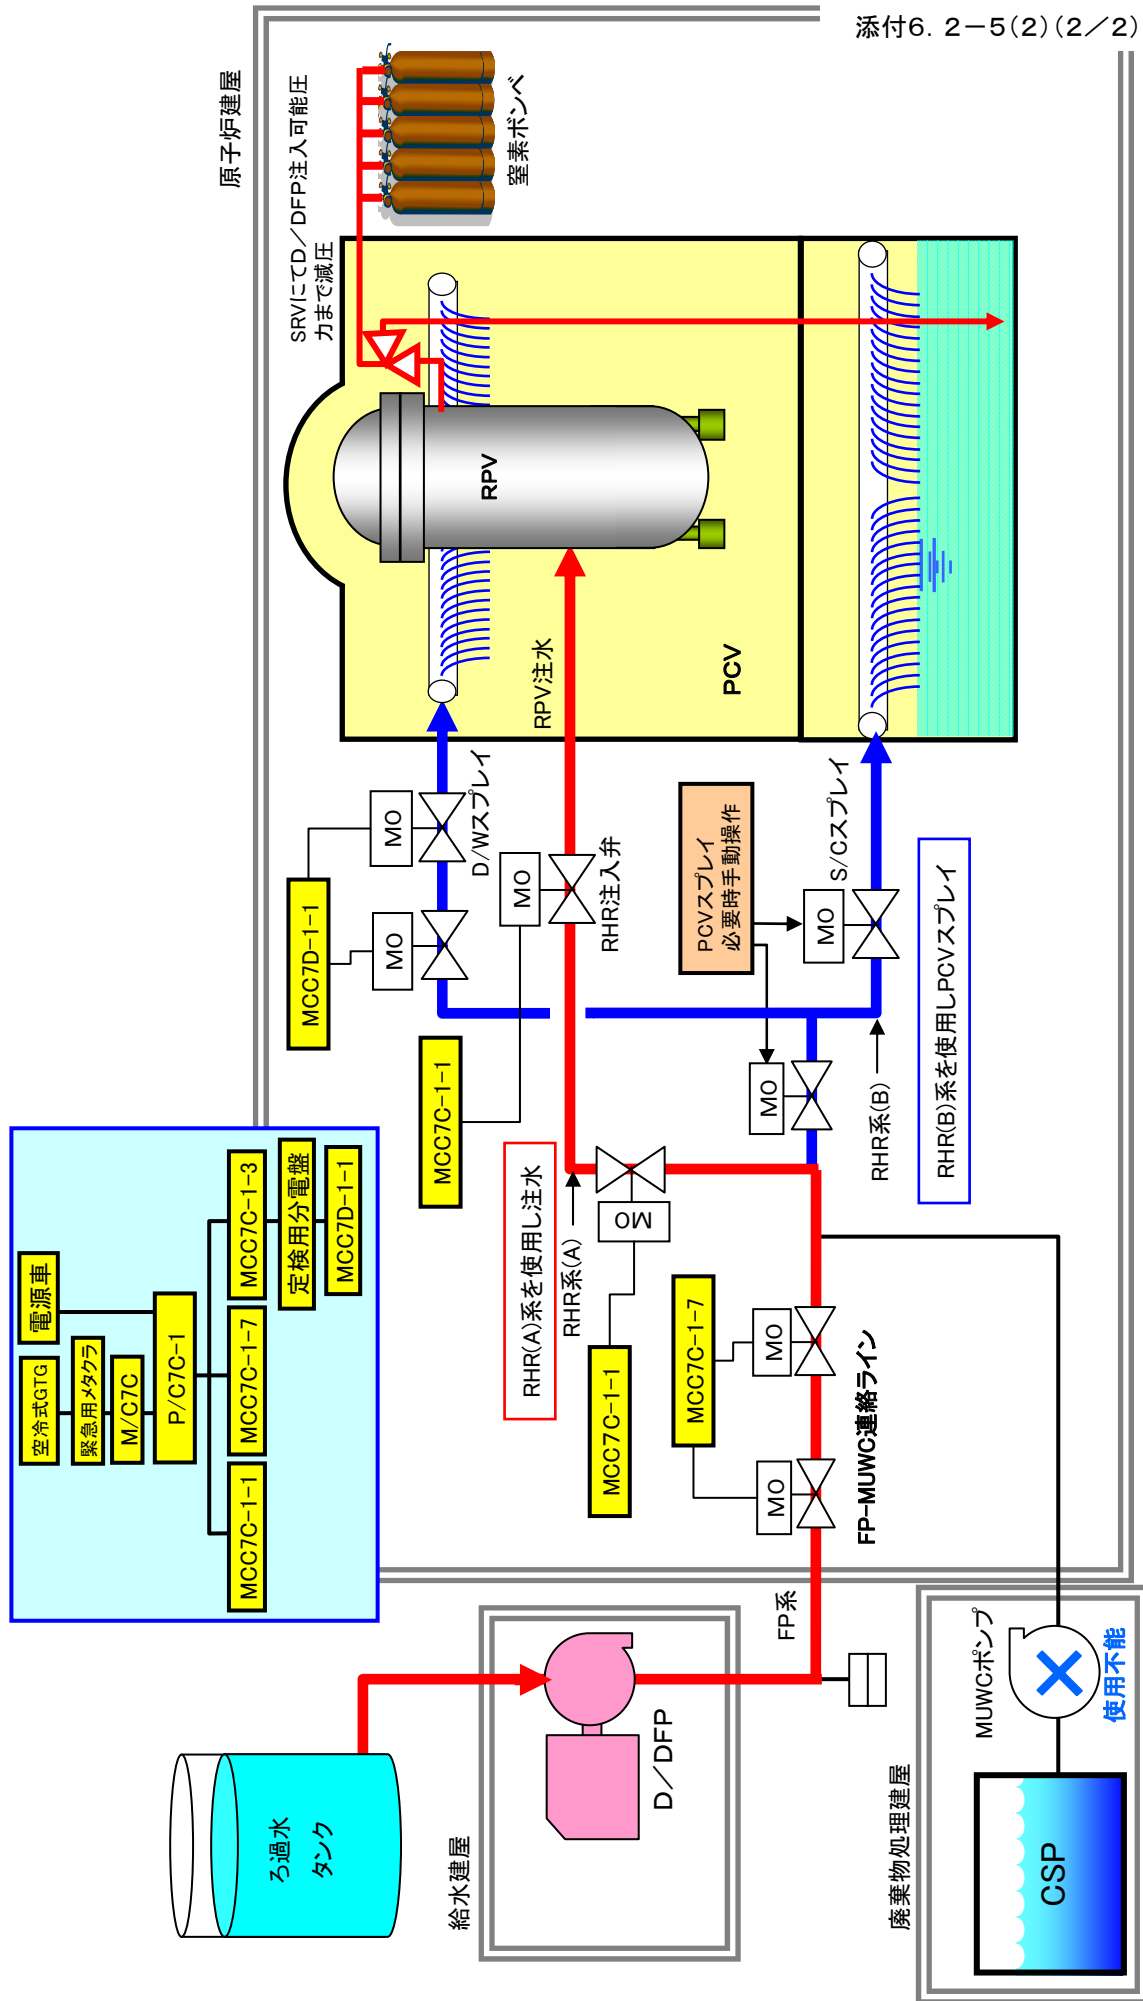 添付6．2－5(2)(2／2)
原子炉建屋
SRVにてD／DFP注入可能圧
力まで減圧
窒素ボンベ
RPV
PCV
RPV注水
D/Wスプレイ
S/Cスプレイ
MO
MO
MO
MO
MO
MO
MO
MO
MCC7D-1-1
MCC7C-1-1
RHR注入弁
PCVスプレイ
必要時手動操作
RHR(B)系を使用しPCVスプレイ
RHR系(B)
RHR(A)系を使用し注水
RHR系(A)
MCC7C-1-1
MCC7C-1-7
FP-MUWC連絡ライン
空冷式GTG
電源車
緊急用メタクラ
M/C7C
P/C7C-1
MCC7C-1-1
MCC7C-1-7
MCC7C-1-3
定検用分電盤
MCC7D-1-1
ろ過水
タンク
給水建屋
D／DFP
FP系
廃棄物処理建屋
MUWCポンプ
使用不能
CSP